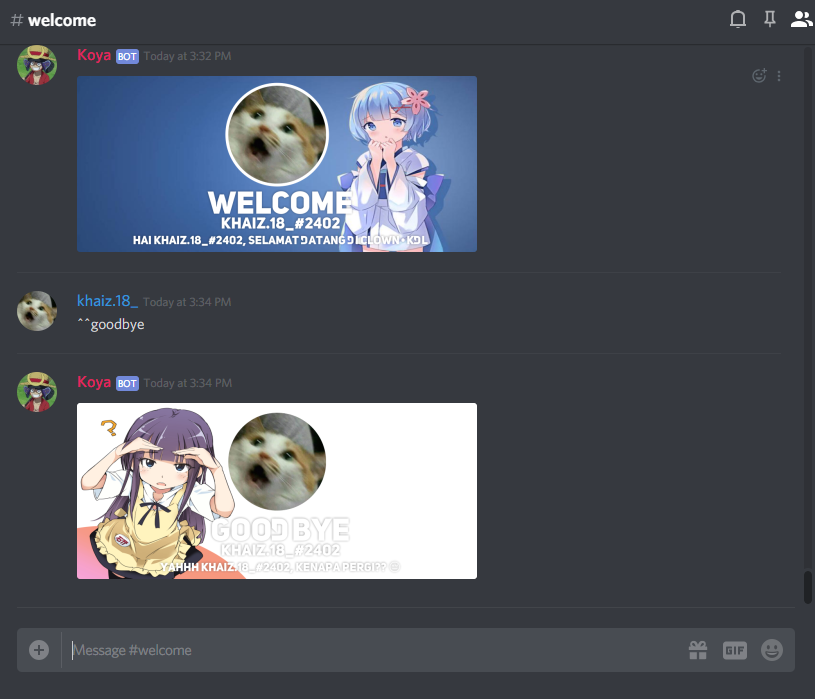 # welcome
Koya BOT Today at 3:32 PM
WELCOME
KHAIZ.18_#2402
HAI KHAIZ.18_#2402, SELAMAT DATANG DI CLOWN • KDL
khaiz.18_ Today at 3:34 PM
^^goodbye
Koya BOT Today at 3:34 PM
?
GOOD BYE
KHAIZ.18_#2402
YAHHH KHAIZ.18_#2402, KENAPA PERGI??
Message #welcome
GIF